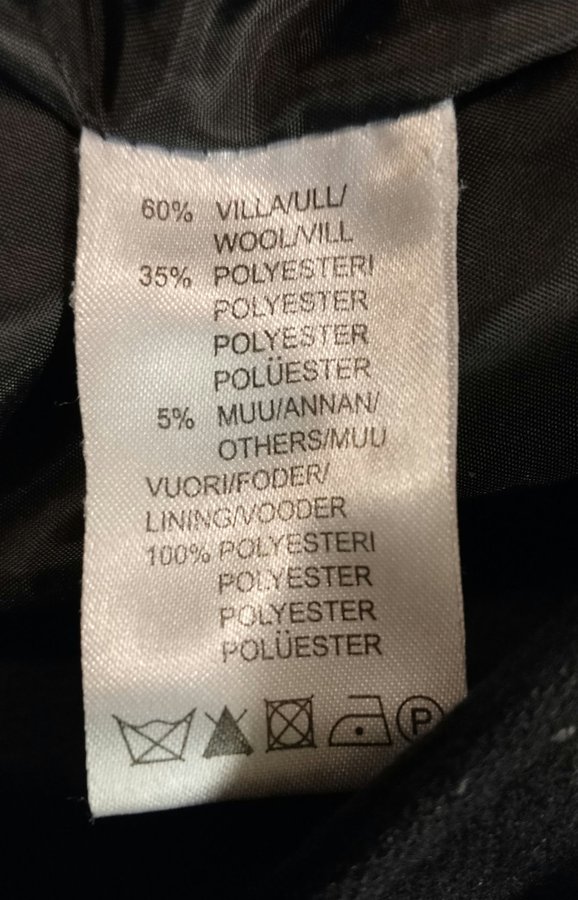 60% VILLA/ULL/
WOOL/VILL
35% POLYESTERI
POLYESTER
POLYESTER
POLÜESTER
5% MUU/ANNAN/
OTHERS/MUU
VUORI/FODER/
LINING/VOODER
100% POLYESTERI
POLYESTER
POLYESTER
POLÜESTER
P